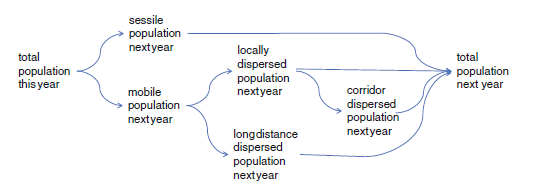 total
population
thisyear
sessile
population
nextyear
mobile
population
nextyear
locally
dispersed
population
nextyear
longdistance
dispersed
population
nextyear
corridor
dispersed
population
nextyear
total
population
next year